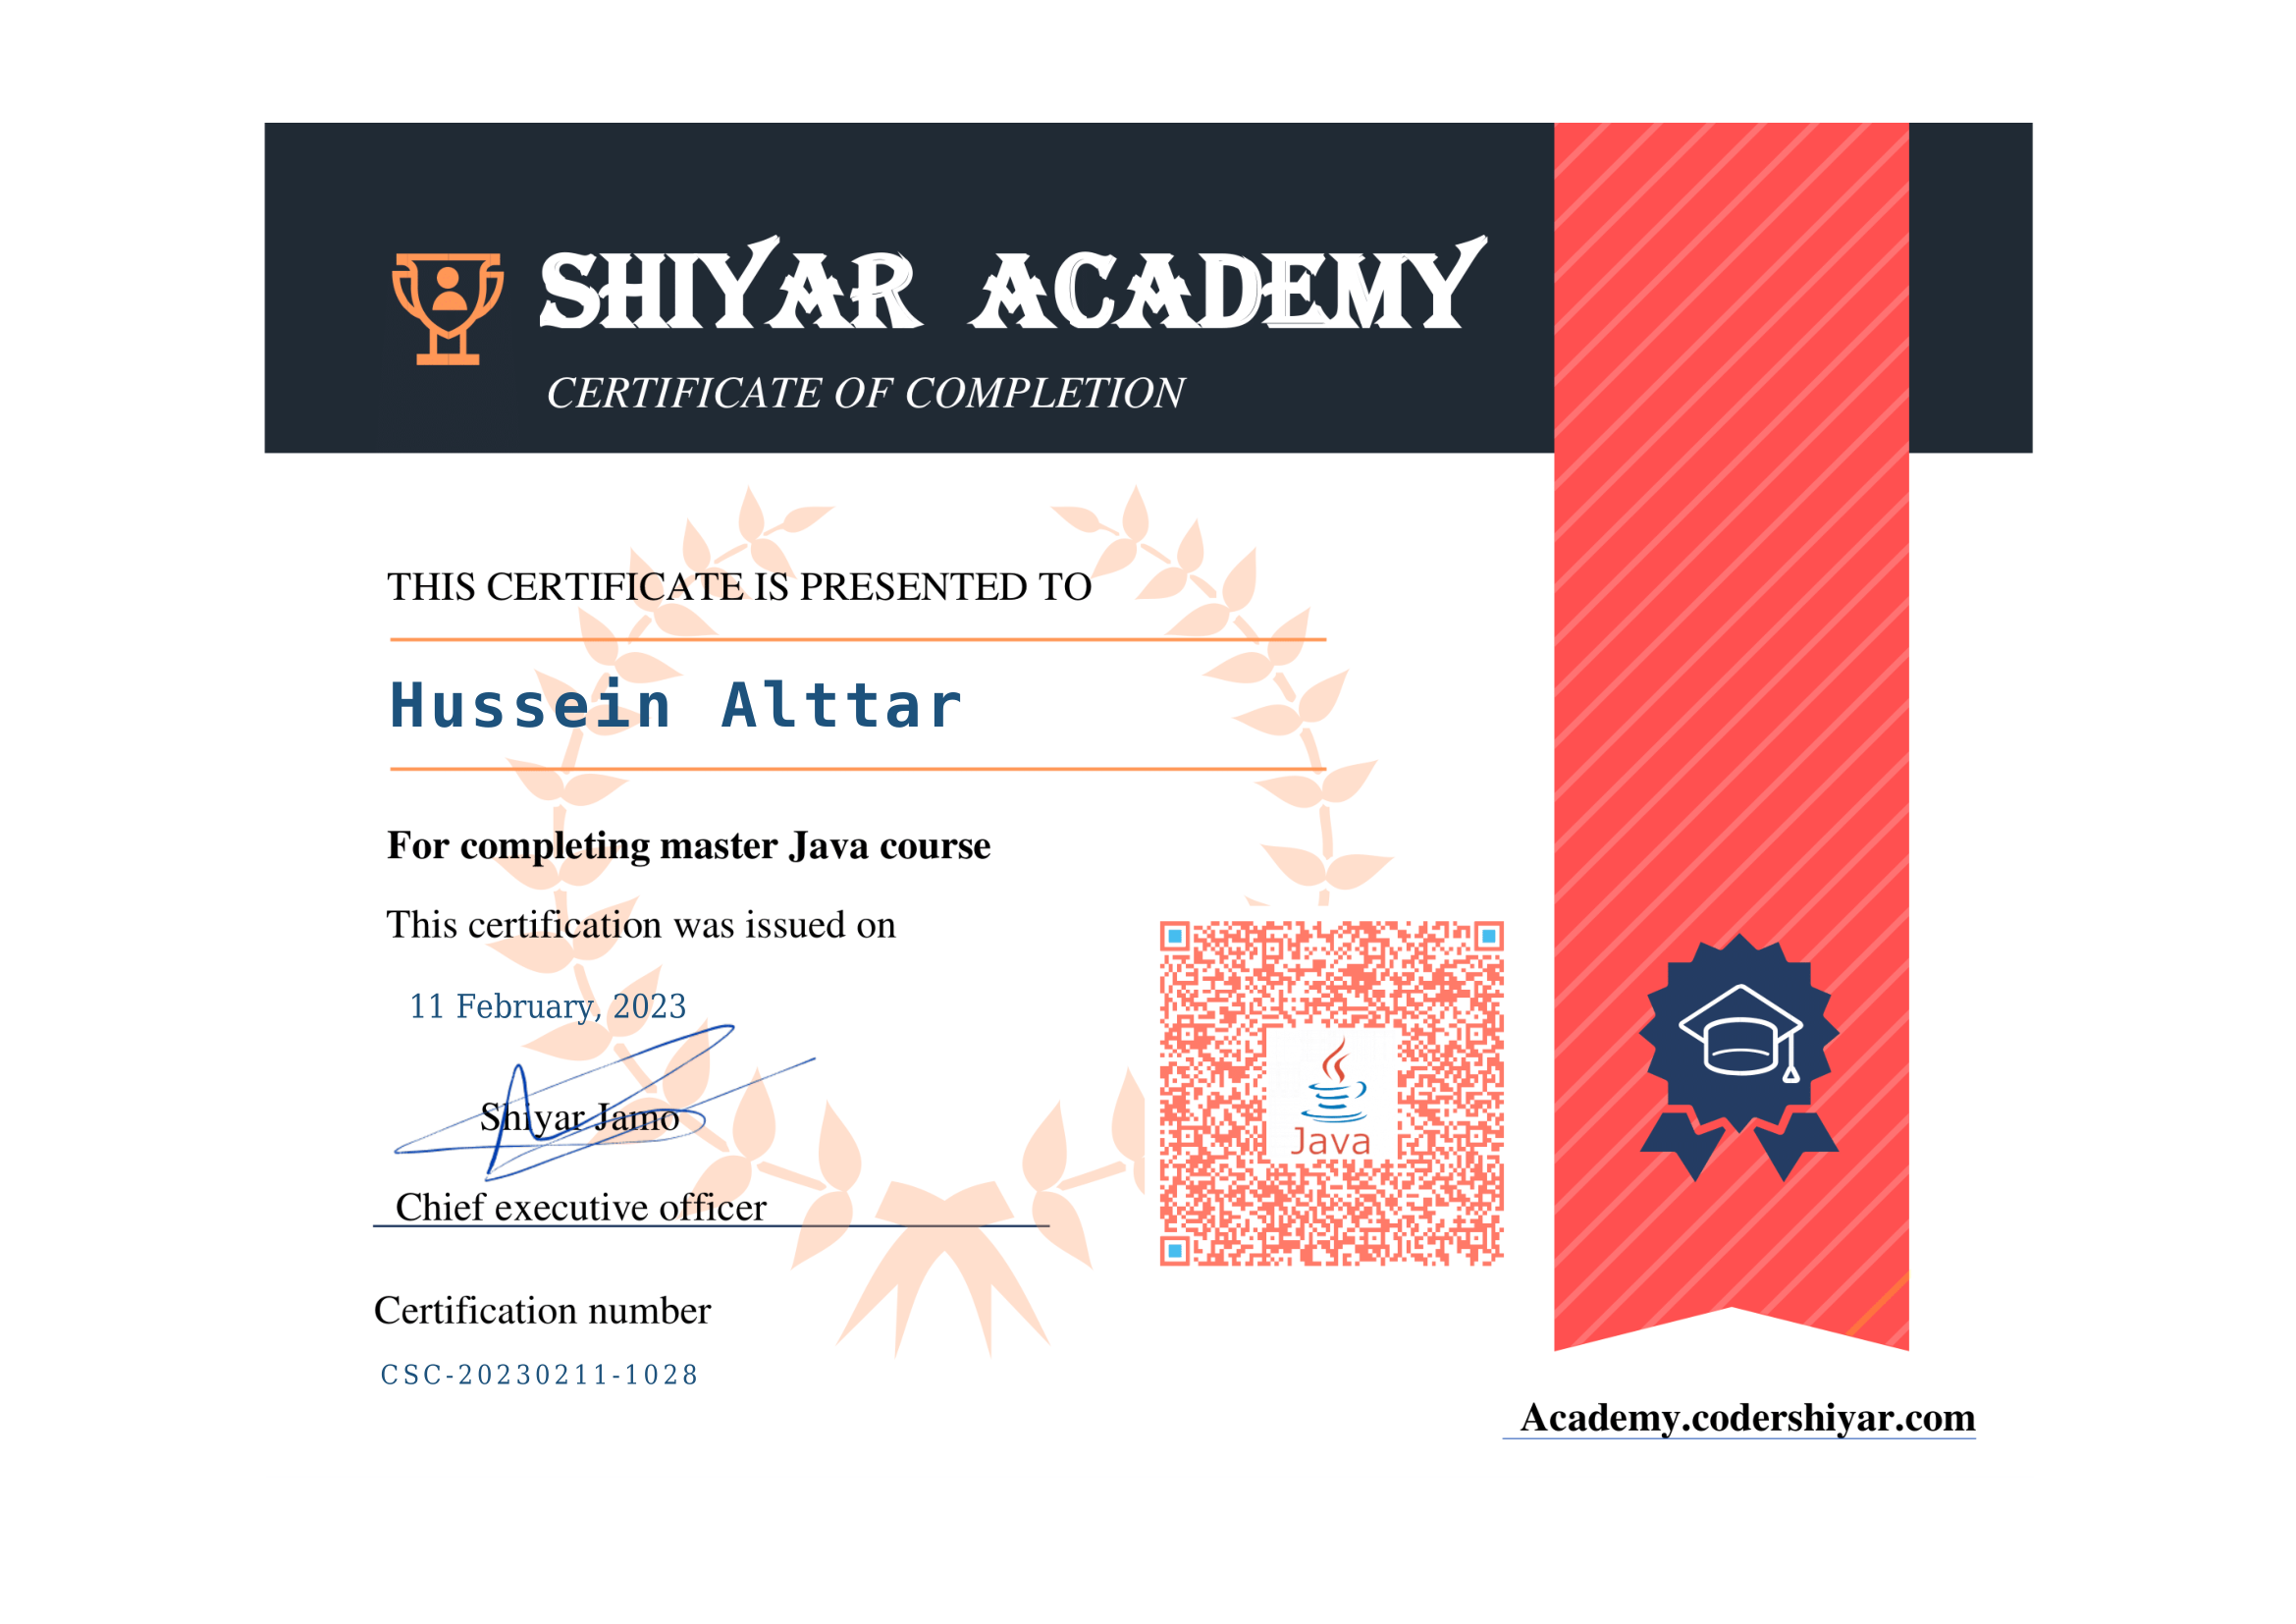 SHIYAR ACADEMY
CERTIFICATE OF COMPLETION
THIS CERTIFICATE IS PRESENTED TO
Hussein Alttar
For completing master Java course
This certification was issued on
11 February, 2023
Shiyar Jamo
Chief executive officer
Java
Certification number
CSC-20230211-1028
Academy.codershiyar.com